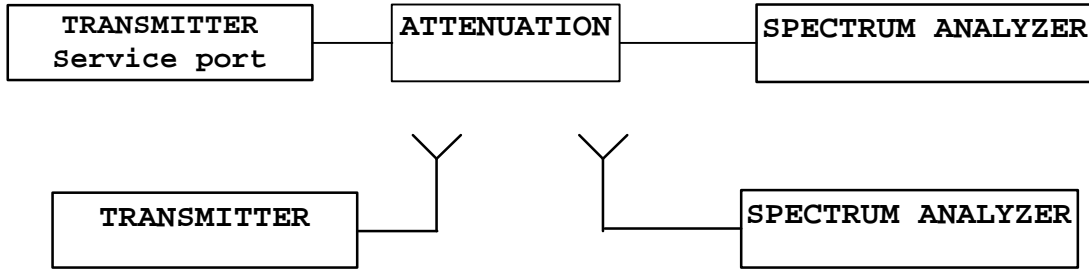 TRANSMITTER
Service port
ATTENUATION
SPECTRUM ANALYZER
TRANSMITTER
SPECTRUM ANALYZER